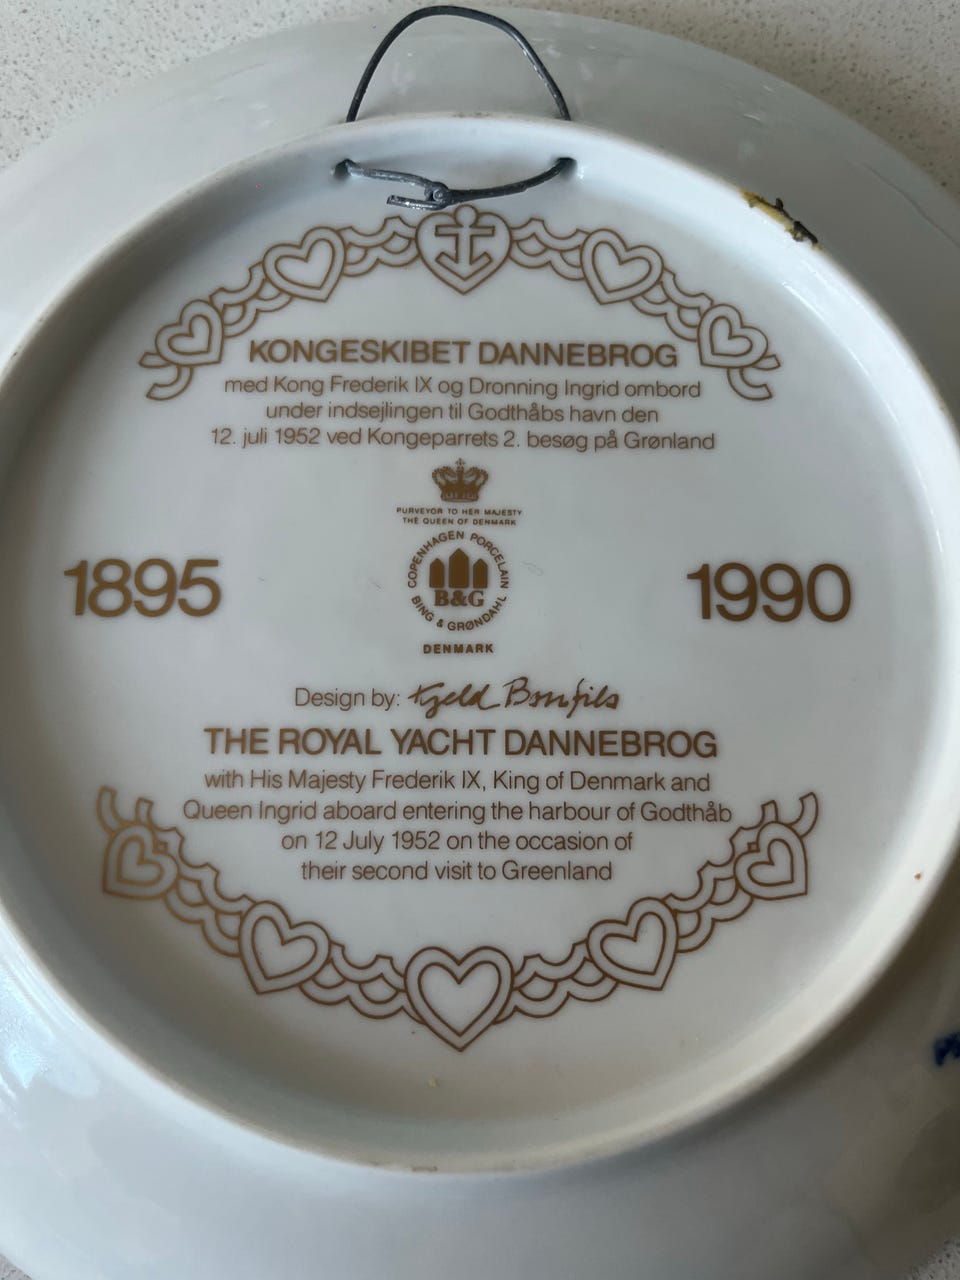 KONGESKIBET DANNEBROG
med Kong Frederik IX og Dronning Ingrid ombord
under indsejlingen til Godthåbs havn den
12. juli 1952 ved Kongeparrets 2. besøg på Grønland
PURVEYOR TO HER MAJESTY
THE QUEEN OF DENMARK
COPENHAGEN PORCELAIN
B&G
BING & GRØNDAHL
DENMARK
1895
1990
Design by: Kjeld Bonfils
THE ROYAL YACHT DANNEBROG
with His Majesty Frederik IX, King of Denmark and
Queen Ingrid aboard entering the harbour of Godthåb
on 12 July 1952 on the occasion of
their second visit to Greenland